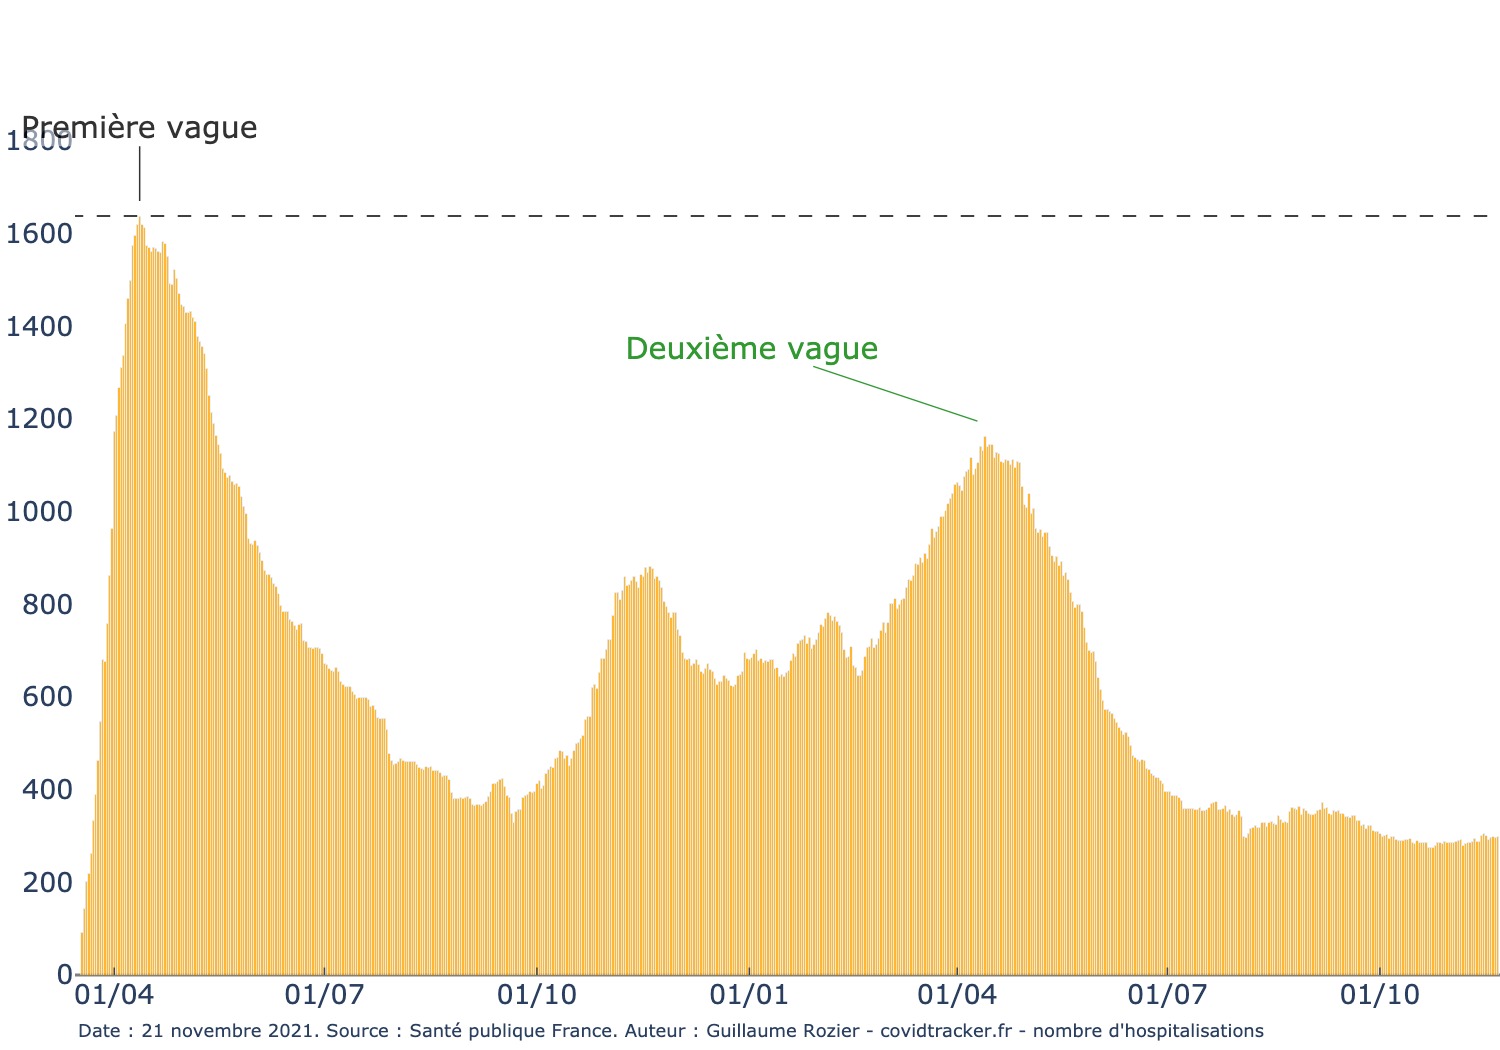 Première vague
1800
1600
1400
Deuxième vague
1200
1000
800
600
400
200
0
01/04 01/07 01/10 01/01 01/04 01/07 01/10
Date : 21 novembre 2021. Source : Santé publique France. Auteur : Guillaume Rozier - covidtracker.fr - nombre d'hospitalisations